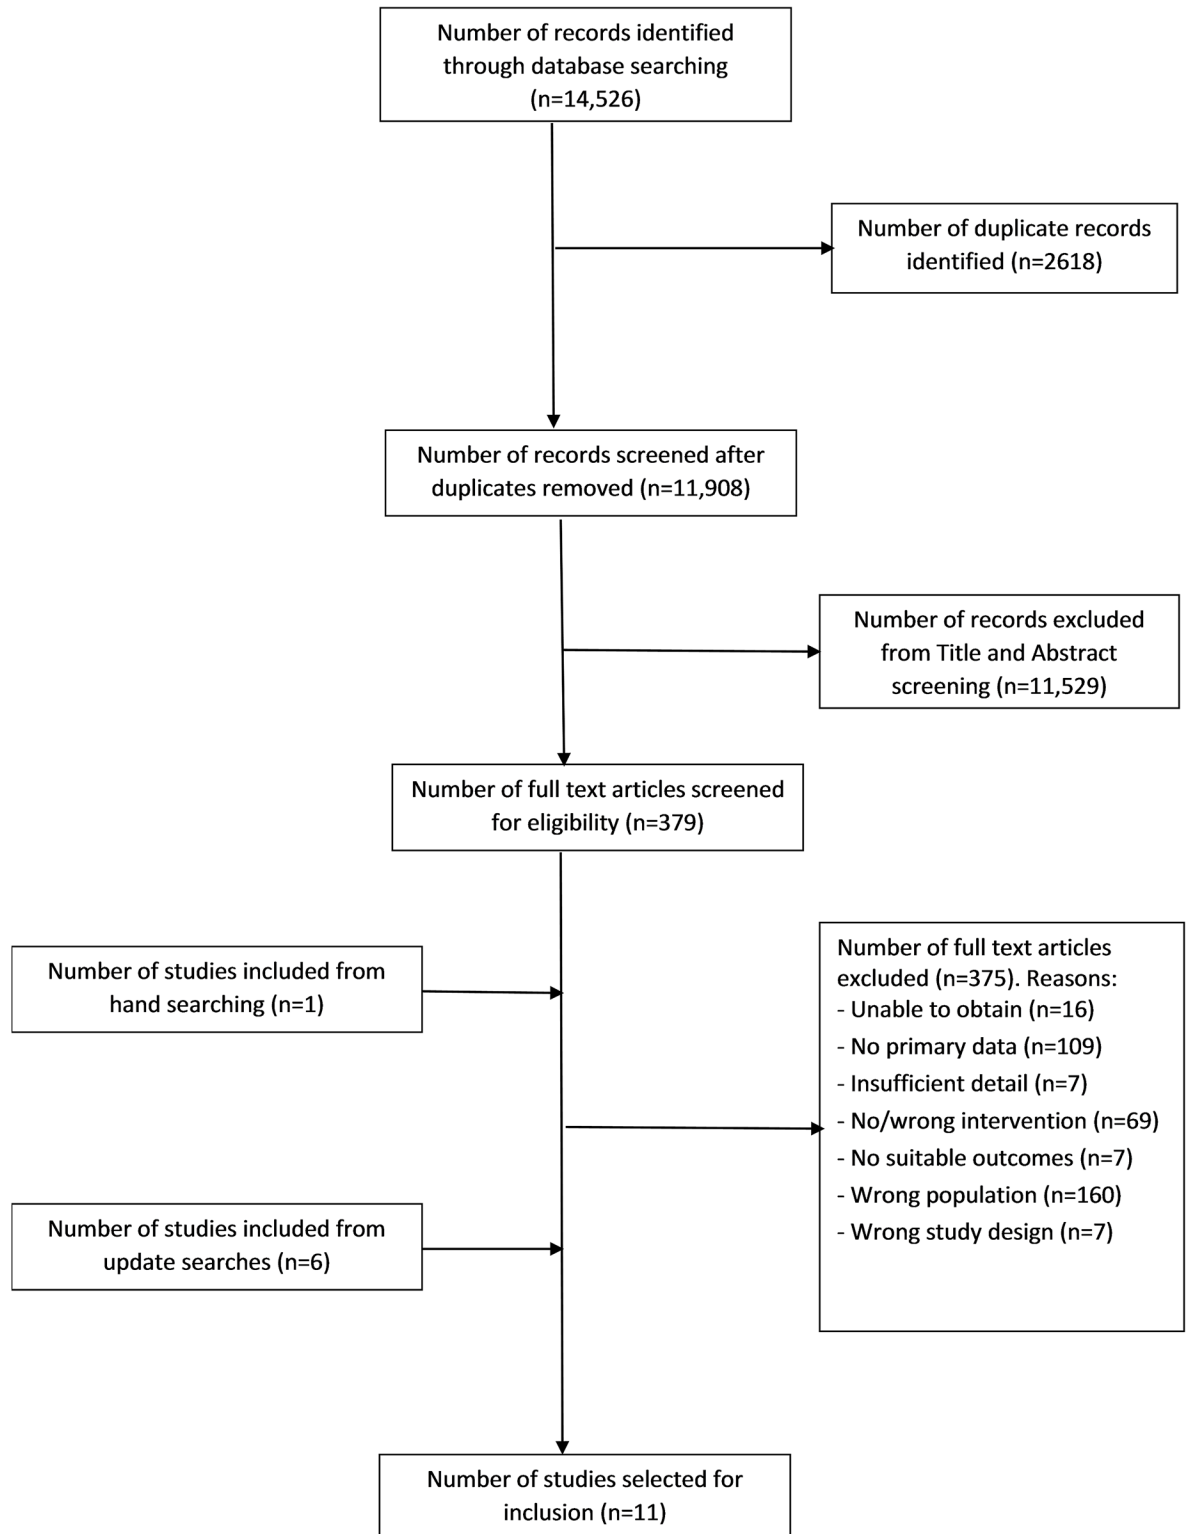 Number of records identified
through database searching
(n=14,526)
Number of duplicate records
identified (n=2618)
Number of records screened after
duplicates removed (n=11,908)
Number of records excluded
from Title and Abstract
screening (n=11,529)
Number of full text articles screened
for eligibility (n=379)
Number of studies included from
hand searching (n=1)
Number of full text articles
excluded (n=375). Reasons:
- Unable to obtain (n=16)
- No primary data (n=109)
- Insufficient detail (n=7)
- No/wrong intervention (n=69)
- No suitable outcomes (n=7)
- Wrong population (n=160)
- Wrong study design (n=7)
Number of studies included from
update searches (n=6)
Number of studies selected for
inclusion (n=11)